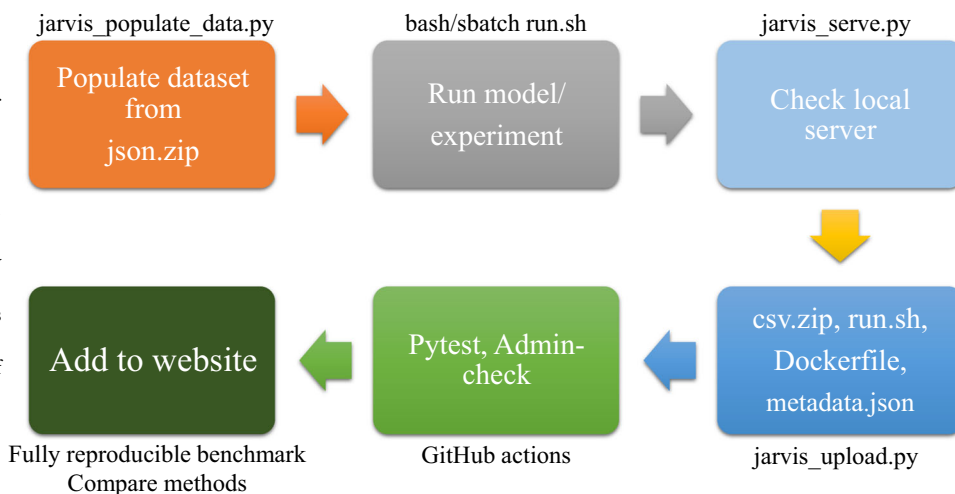 jarvis_populate_data.py
bash/sbatch run.sh
jarvis_serve.py
Populate dataset
from
json.zip
Run model/
experiment
Check local
server
Add to website
Pytest, Admin-
check
csv.zip, run.sh,
Dockerfile,
metadata.json
Fully reproducible benchmark
Compare methods
GitHub actions
jarvis_upload.py